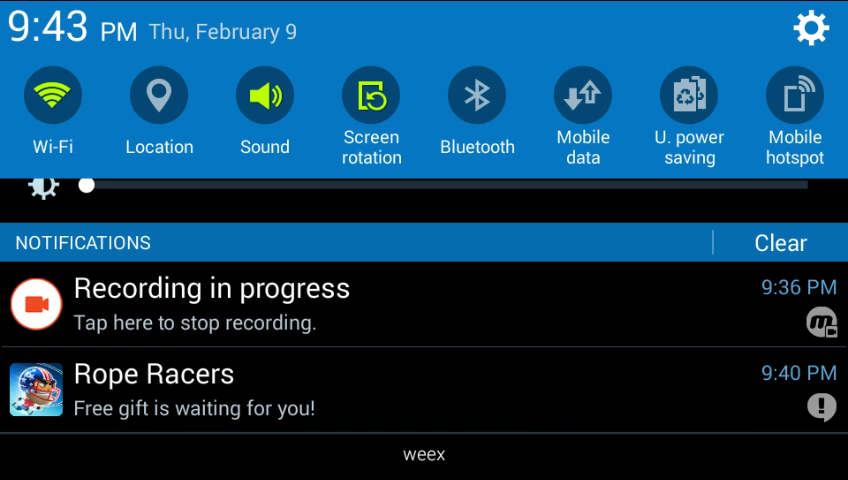 9:43 PM Thu, February 9
Wi-Fi
Location
Sound
Screen
rotation
Bluetooth
Mobile
data
U. power
saving
Mobile
hotspot
NOTIFICATIONS
Clear
Recording in progress
9:36 PM
Tap here to stop recording.
Rope Racers
9:40 PM
Free gift is waiting for you!
weex